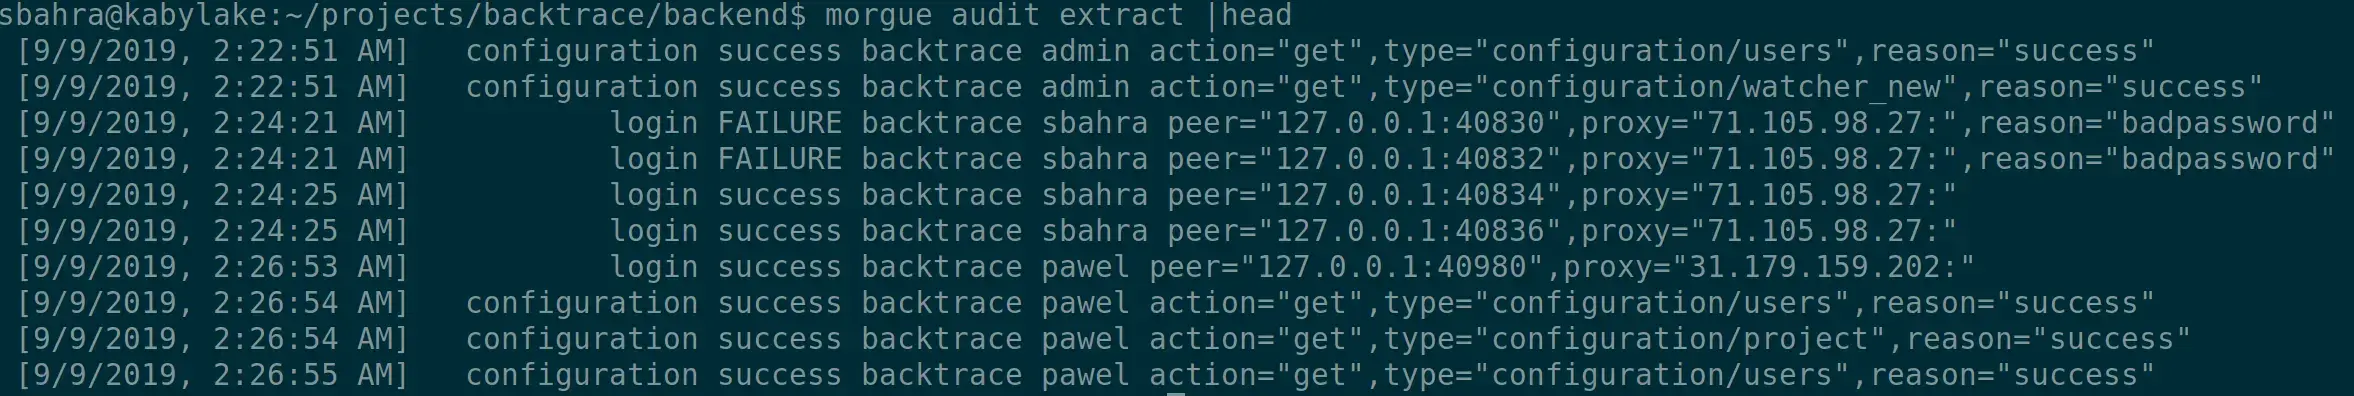 sbahra@kabylake:~/projects/backtrace/backend$ morgue audit extract |head
[9/9/2019, 2:22:51 AM]   configuration success backtrace admin action="get",type="configuration/users",reason="success"
[9/9/2019, 2:22:51 AM]   configuration success backtrace admin action="get",type="configuration/watcher_new",reason="success"
[9/9/2019, 2:24:21 AM]           login FAILURE backtrace sbahra peer="127.0.0.1:40830",proxy="71.105.98.27:",reason="badpassword"
[9/9/2019, 2:24:21 AM]           login FAILURE backtrace sbahra peer="127.0.0.1:40832",proxy="71.105.98.27:",reason="badpassword"
[9/9/2019, 2:24:25 AM]           login success backtrace sbahra peer="127.0.0.1:40834",proxy="71.105.98.27:"
[9/9/2019, 2:24:25 AM]           login success backtrace sbahra peer="127.0.0.1:40836",proxy="71.105.98.27:"
[9/9/2019, 2:26:53 AM]           login success backtrace pawel peer="127.0.0.1:40980",proxy="31.179.159.202:"
[9/9/2019, 2:26:54 AM]   configuration success backtrace pawel action="get",type="configuration/users",reason="success"
[9/9/2019, 2:26:54 AM]   configuration success backtrace pawel action="get",type="configuration/project",reason="success"
[9/9/2019, 2:26:55 AM]   configuration success backtrace pawel action="get",type="configuration/users",reason="success"